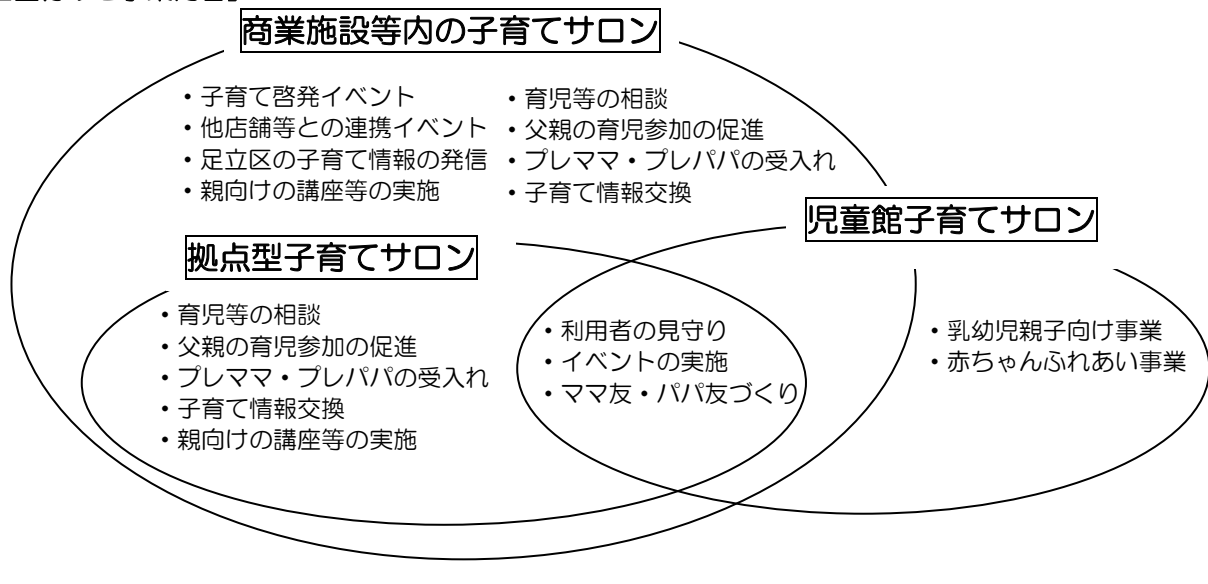 商業施設等内の子育てサロン
・子育て啓発イベント
・他店舗等との連携イベント
・足立区の子育て情報の発信
・親向けの講座等の実施
・育児等の相談
・父親の育児参加の促進
・プレママ・プレパパの受入れ
・子育て情報交換
児童館子育てサロン
拠点型子育てサロン
・育児等の相談
・父親の育児参加の促進
・プレママ・プレパパの受入れ
・子育て情報交換
・親向けの講座等の実施
・利用者の見守り
・イベントの実施
・ママ友・パパ友づくり
・乳幼児親子向け事業
・赤ちゃんふれあい事業